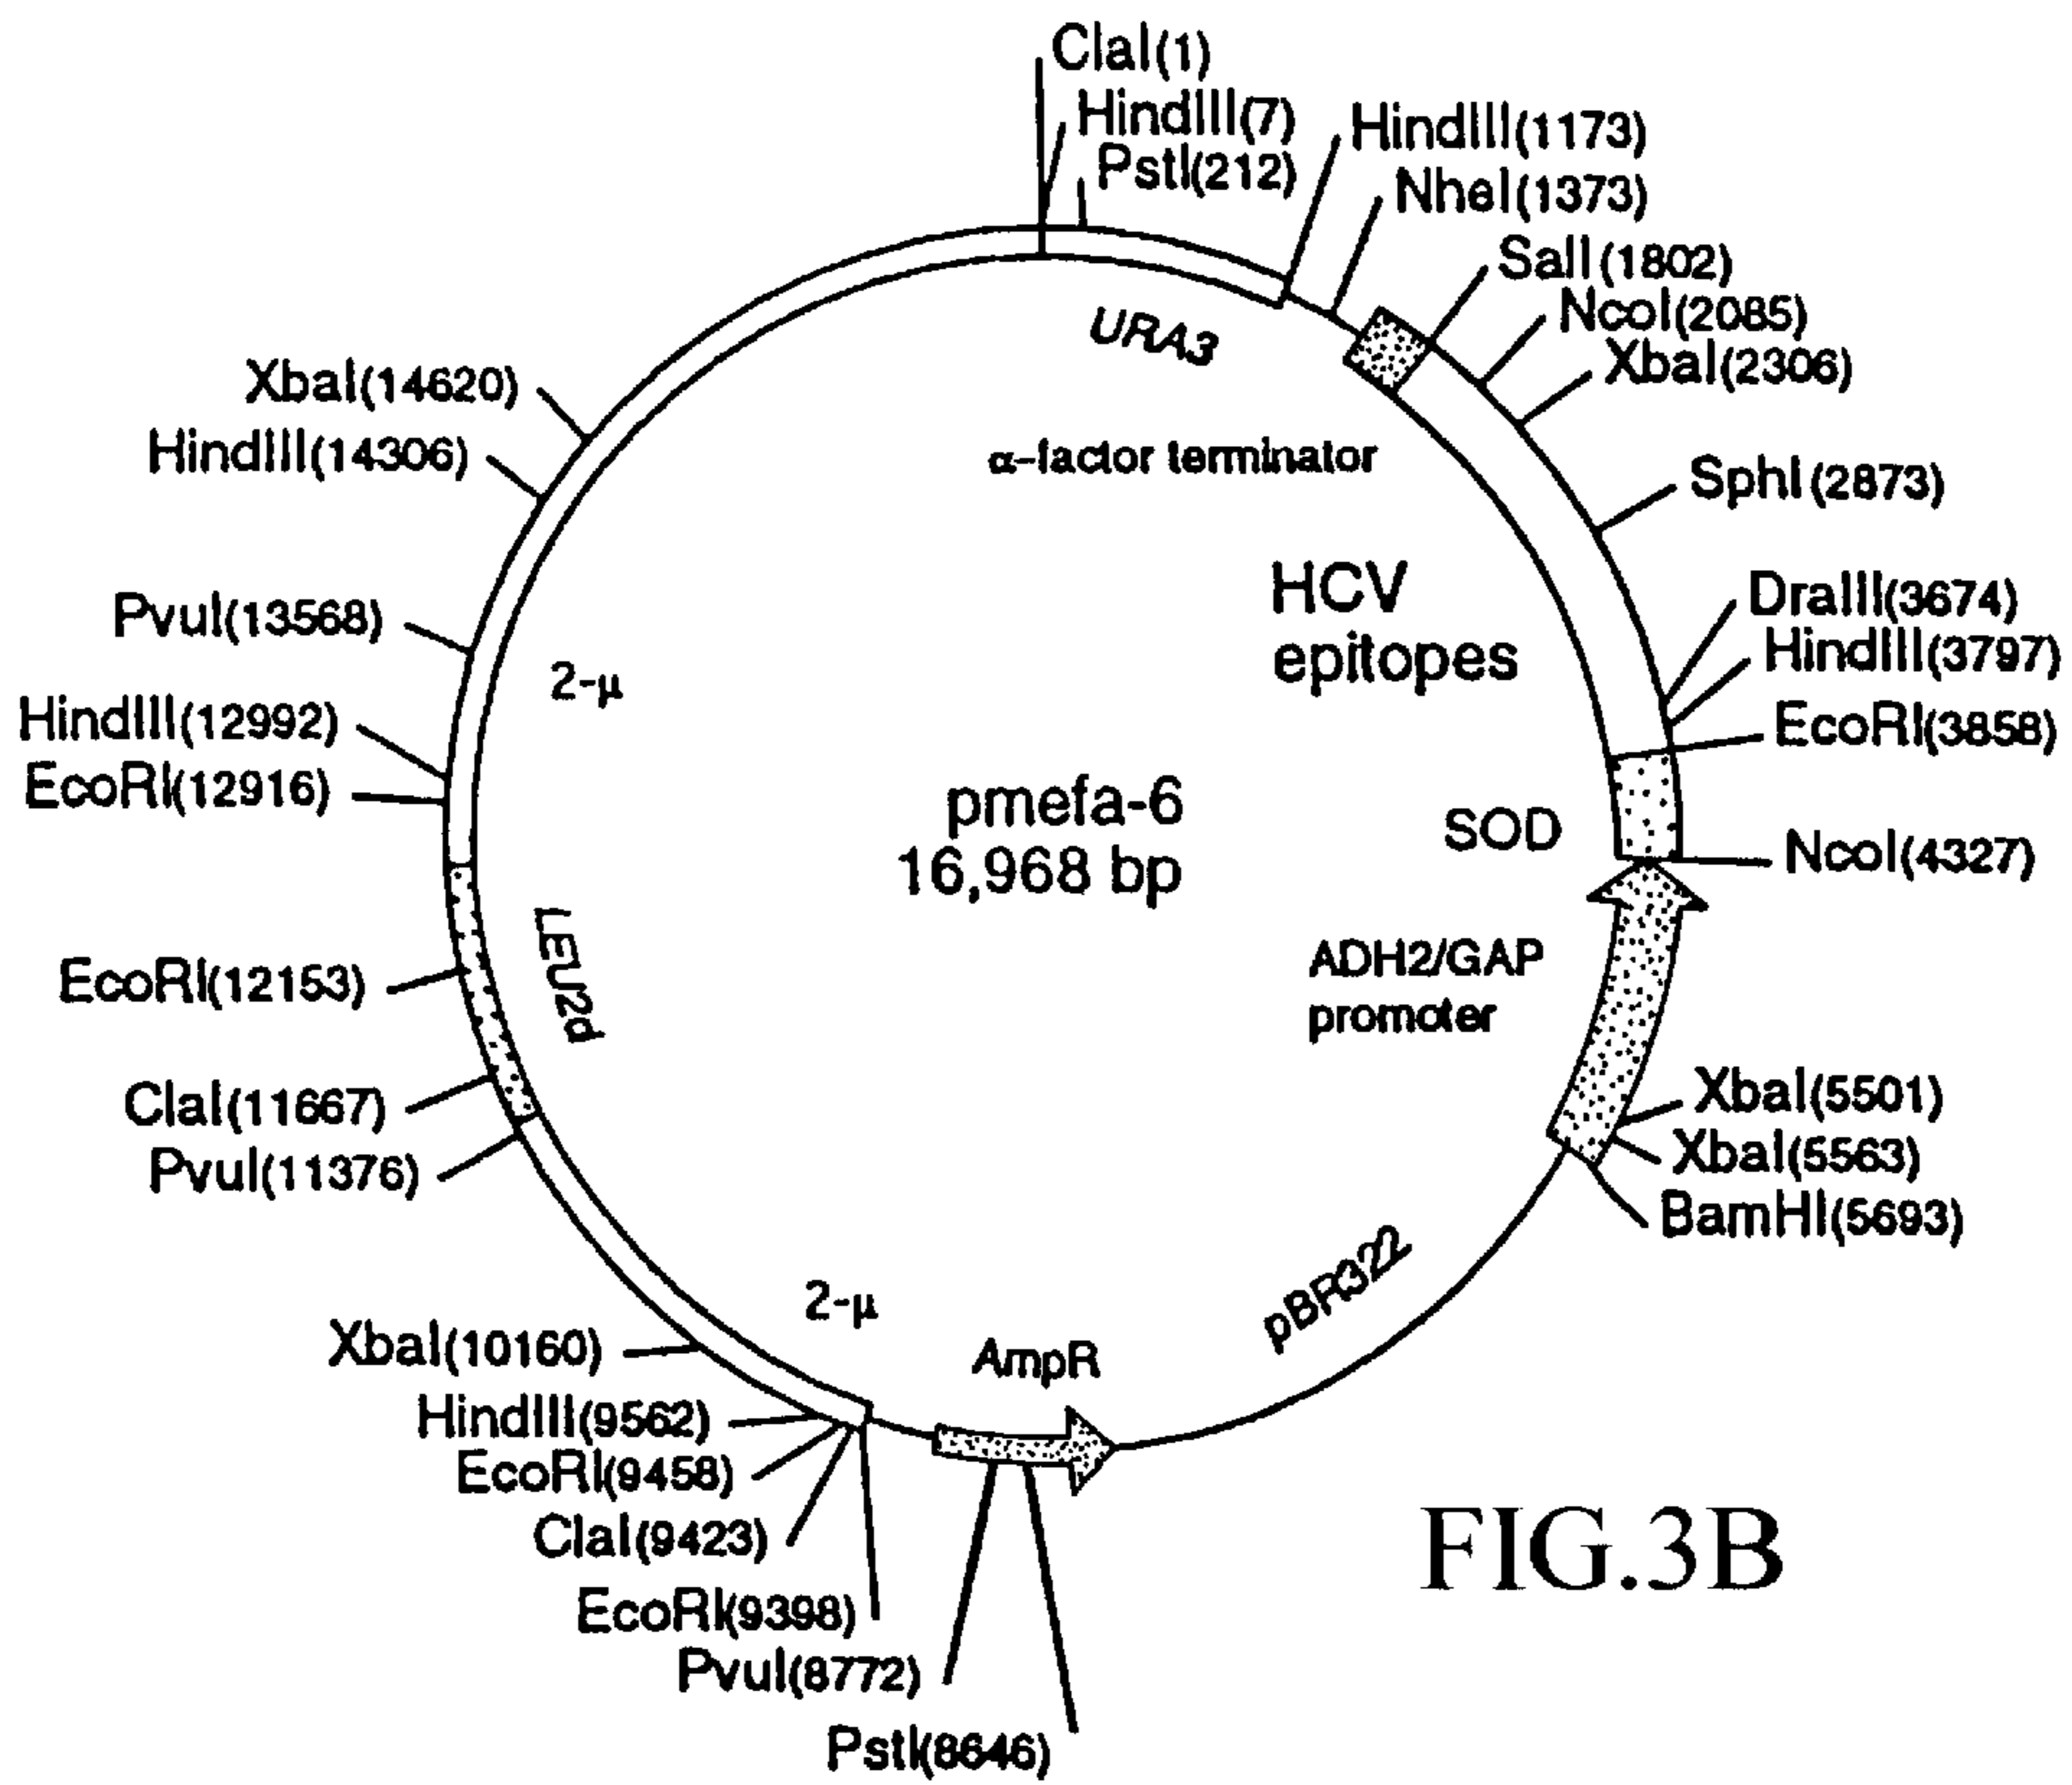 ClaI(1)
HindIII(7)
PstI(212)
HindIII(1173)
NheI(1373)
SalI(1802)
NcoI(2085)
XbaI(2306)
SphI(2873)
DraIII(3674)
HindIII(3797)
EcoRI(3858)
NcoI(4327)
XbaI(5501)
XbaI(5563)
BamHI(5693)
PstI(8646)
PvuI(8772)
EcoRI(9398)
ClaI(9423)
EcoRI(9458)
HindIII(9562)
XbaI(10160)
PvuI(11376)
ClaI(11667)
EcoRI(12153)
EcoRI(12916)
HindIII(12992)
PvuI(13568)
HindIII(14306)
XbaI(14620)
URA3
α-factor terminator
HCV
epitopes
SOD
ADH2/GAP
promoter
pBR322
AmpR
2-μ
LEU2d
2-μ
pmefa-6
16,968 bp
FIG.3B